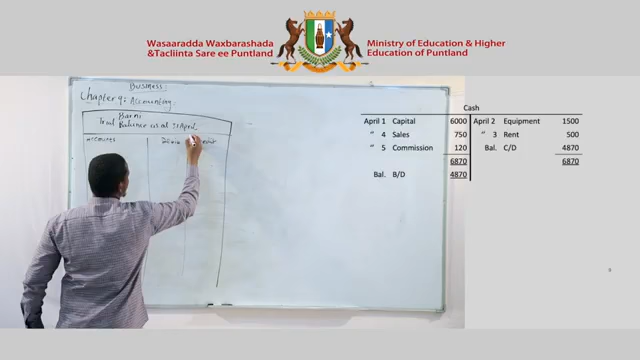 Wasaaradda Waxbarashada
&Tacliinta Sare ee Puntland
Ministry of Education & Higher
Education of Puntland
Business
Chapter 9: Accounting
Barni
Trail Balance as at 31 April
Accounts
Cash
April 1 Capital 6000 April 2 Equipment 1500
" 4 Sales 750 " 3 Rent 500
" 5 Commission 120 Bal. C/D 4870
6870 6870
Bal. B/D 4870